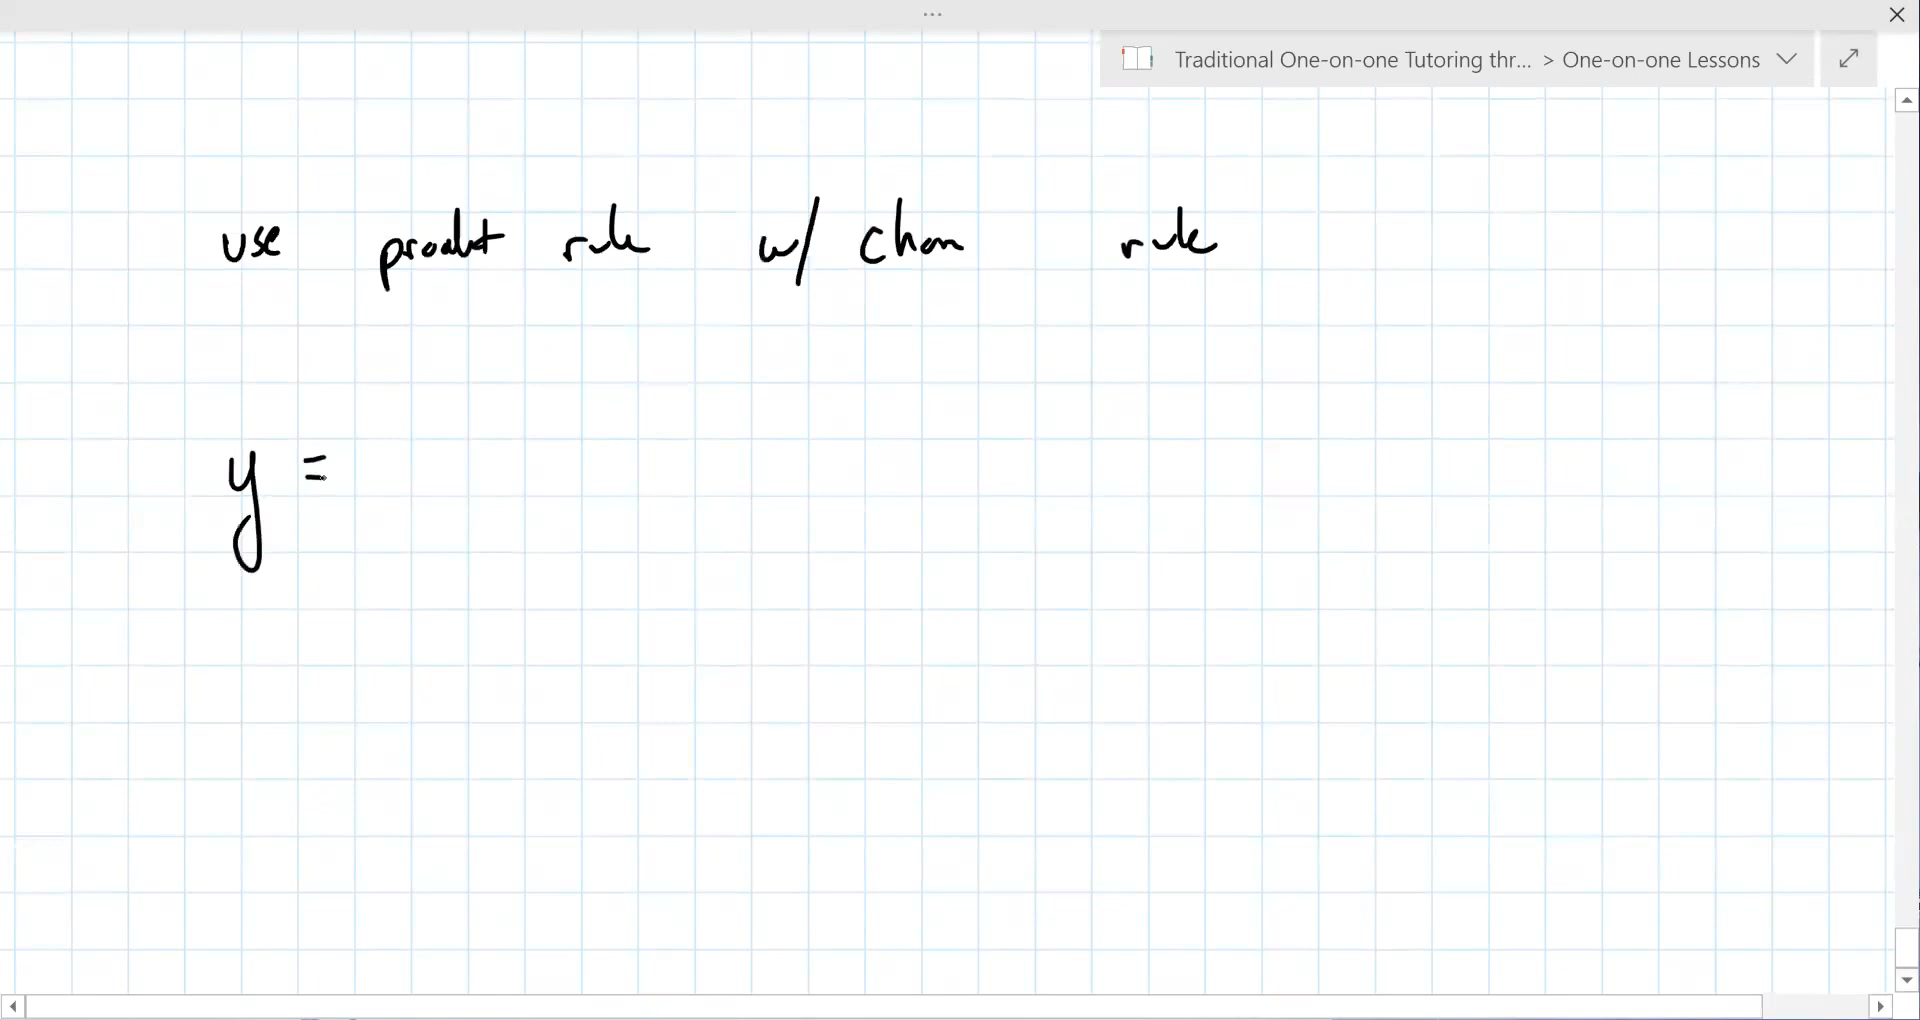 ...
Traditional One-on-one Tutoring thr... > One-on-one Lessons
use product rule w/ chain rule
y =